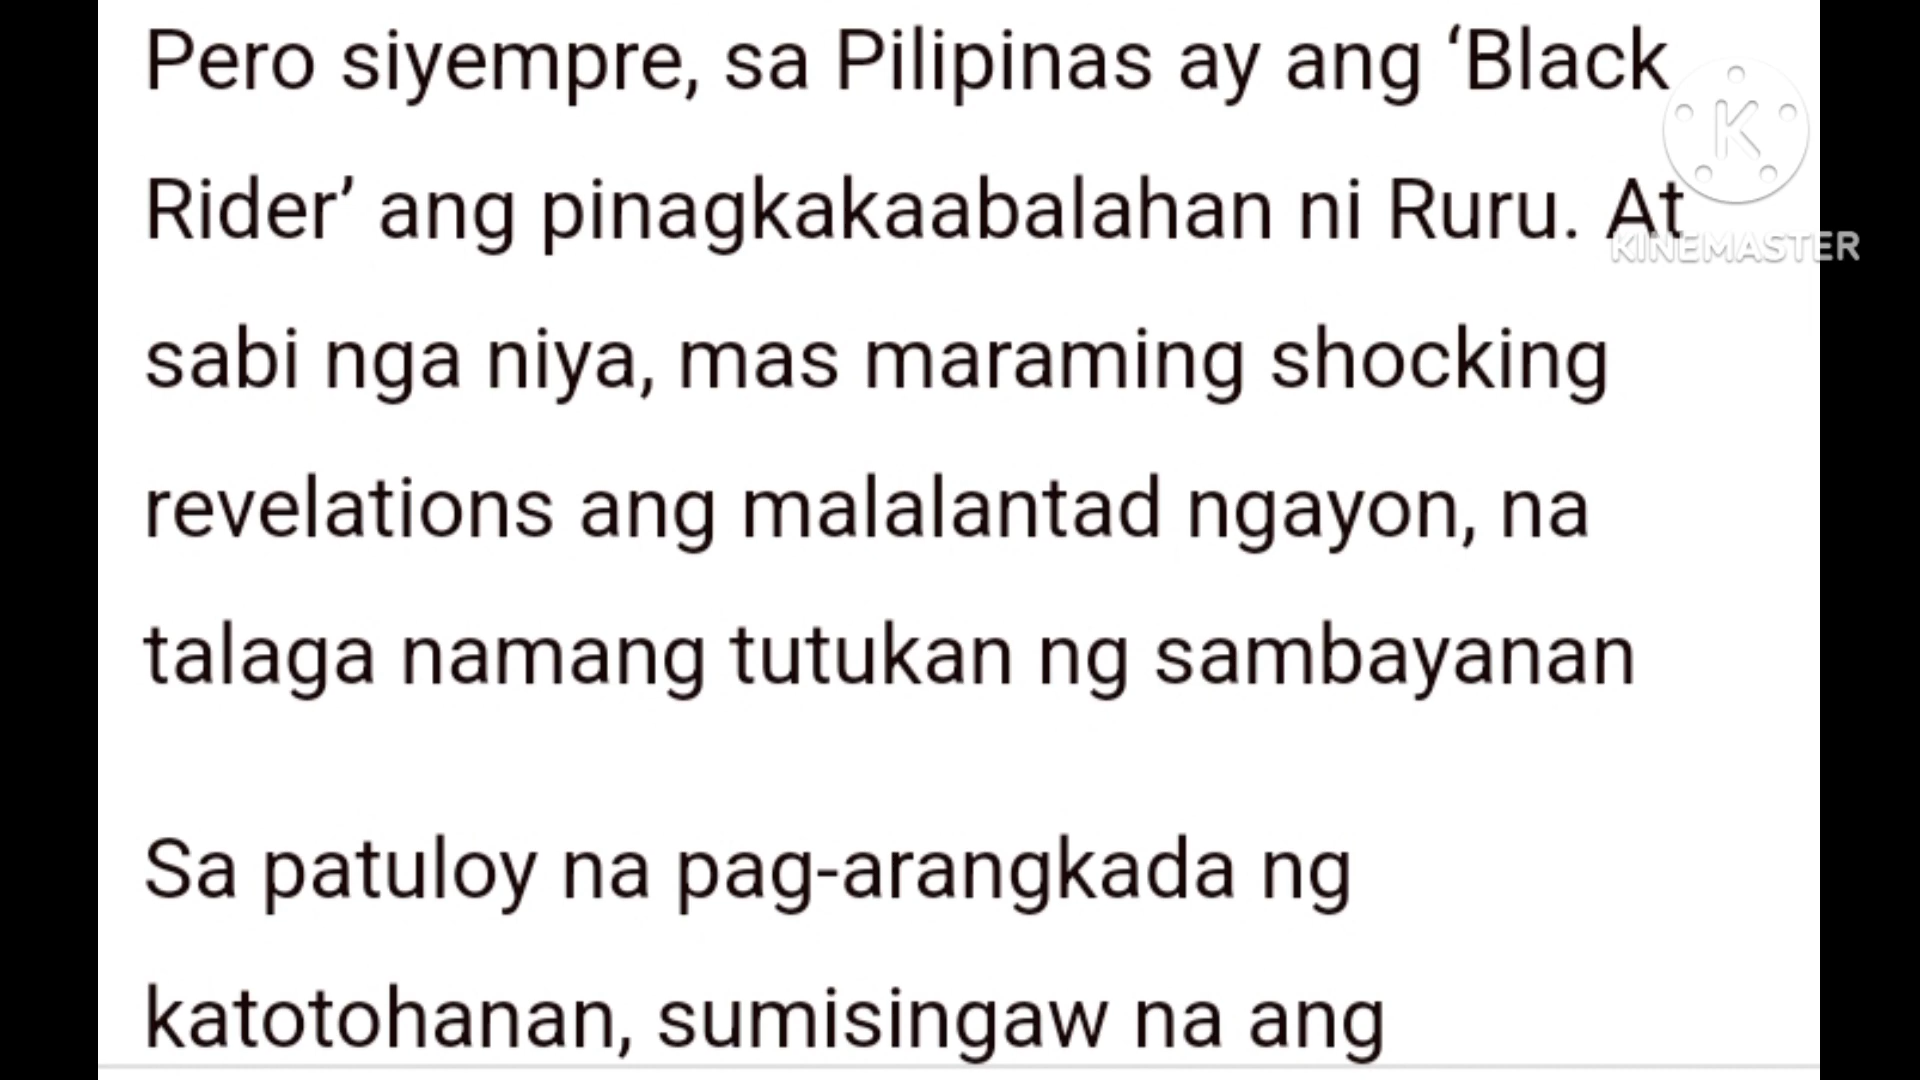 Pero siyempre, sa Pilipinas ay ang ‘Black
Rider’ ang pinagkakaabalahan ni Ruru. At
sabi nga niya, mas maraming shocking
revelations ang malalantad ngayon, na
talaga namang tutukan ng sambayanan
Sa patuloy na pag-arangkada ng
katotohanan, sumisingaw na ang
K
KINEMASTER